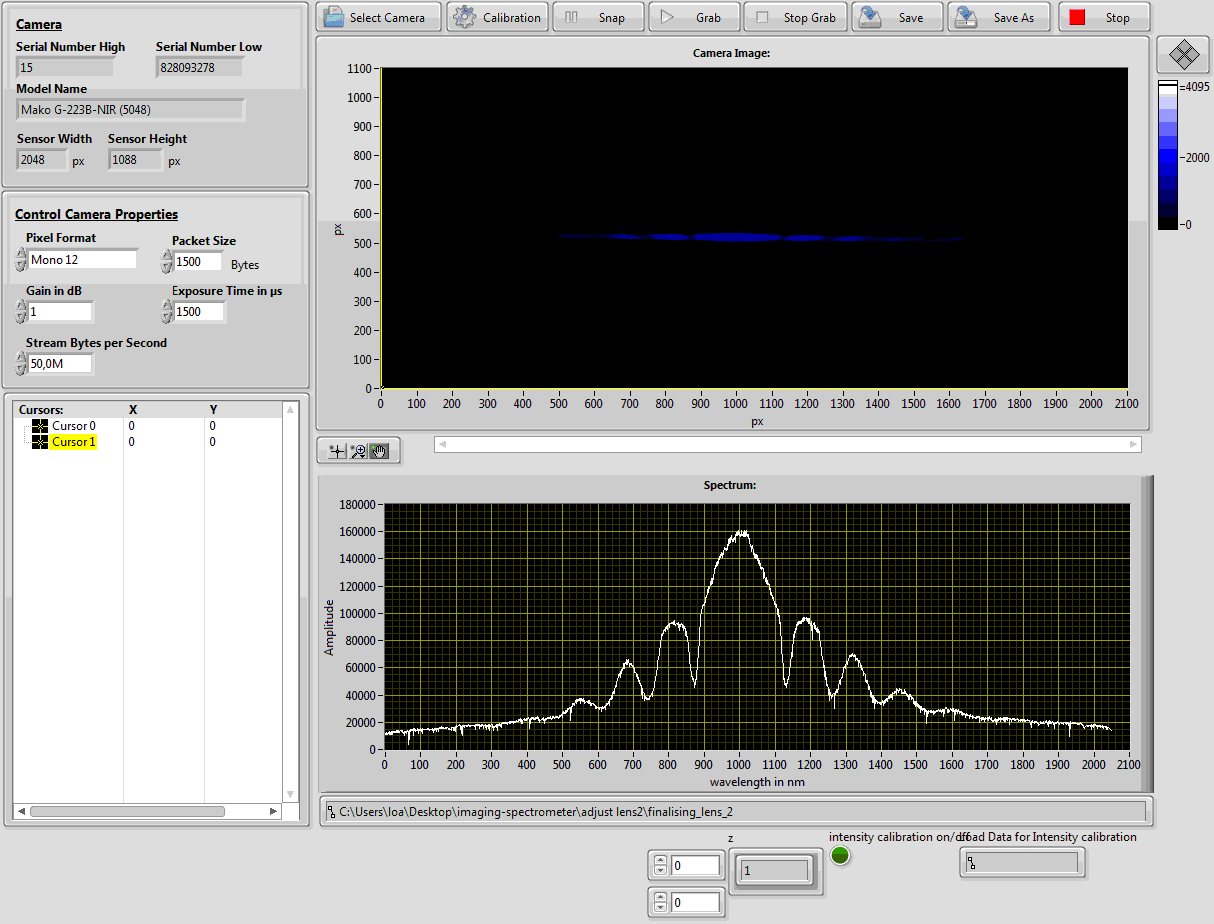 Select Camera Calibration Snap Grab Stop Grab Save Save As Stop
Camera
Serial Number High Serial Number Low
15 828093278
Model Name
Mako G-223B-NIR (5048)
Sensor Width Sensor Height
2048 px 1088 px
Control Camera Properties
Pixel Format Packet Size
Mono 12 1500 Bytes
Gain in dB Exposure Time in µs
1 1500
Stream Bytes per Second
50,0M
Cursors: X Y
Cursor 0 0 0
Cursor 1 0 0
Camera Image:
1100
1000
900
800
700
600
500
400
300
200
100
0
px
0 100 200 300 400 500 600 700 800 900 1000 1100 1200 1300 1400 1500 1600 1700 1800 1900 2000 2100
px
4095
2000
0
Spectrum:
180000
160000
140000
120000
100000
80000
60000
40000
20000
0
Amplitude
0 100 200 300 400 500 600 700 800 900 1000 1100 1200 1300 1400 1500 1600 1700 1800 1900 2000 2100
wavelength in nm
C:\Users\loa\Desktop\imaging-spectrometer\adjust lens2\finalising_lens_2
z intensity calibration on/off oad Data for Intensity calibration
0 1
0